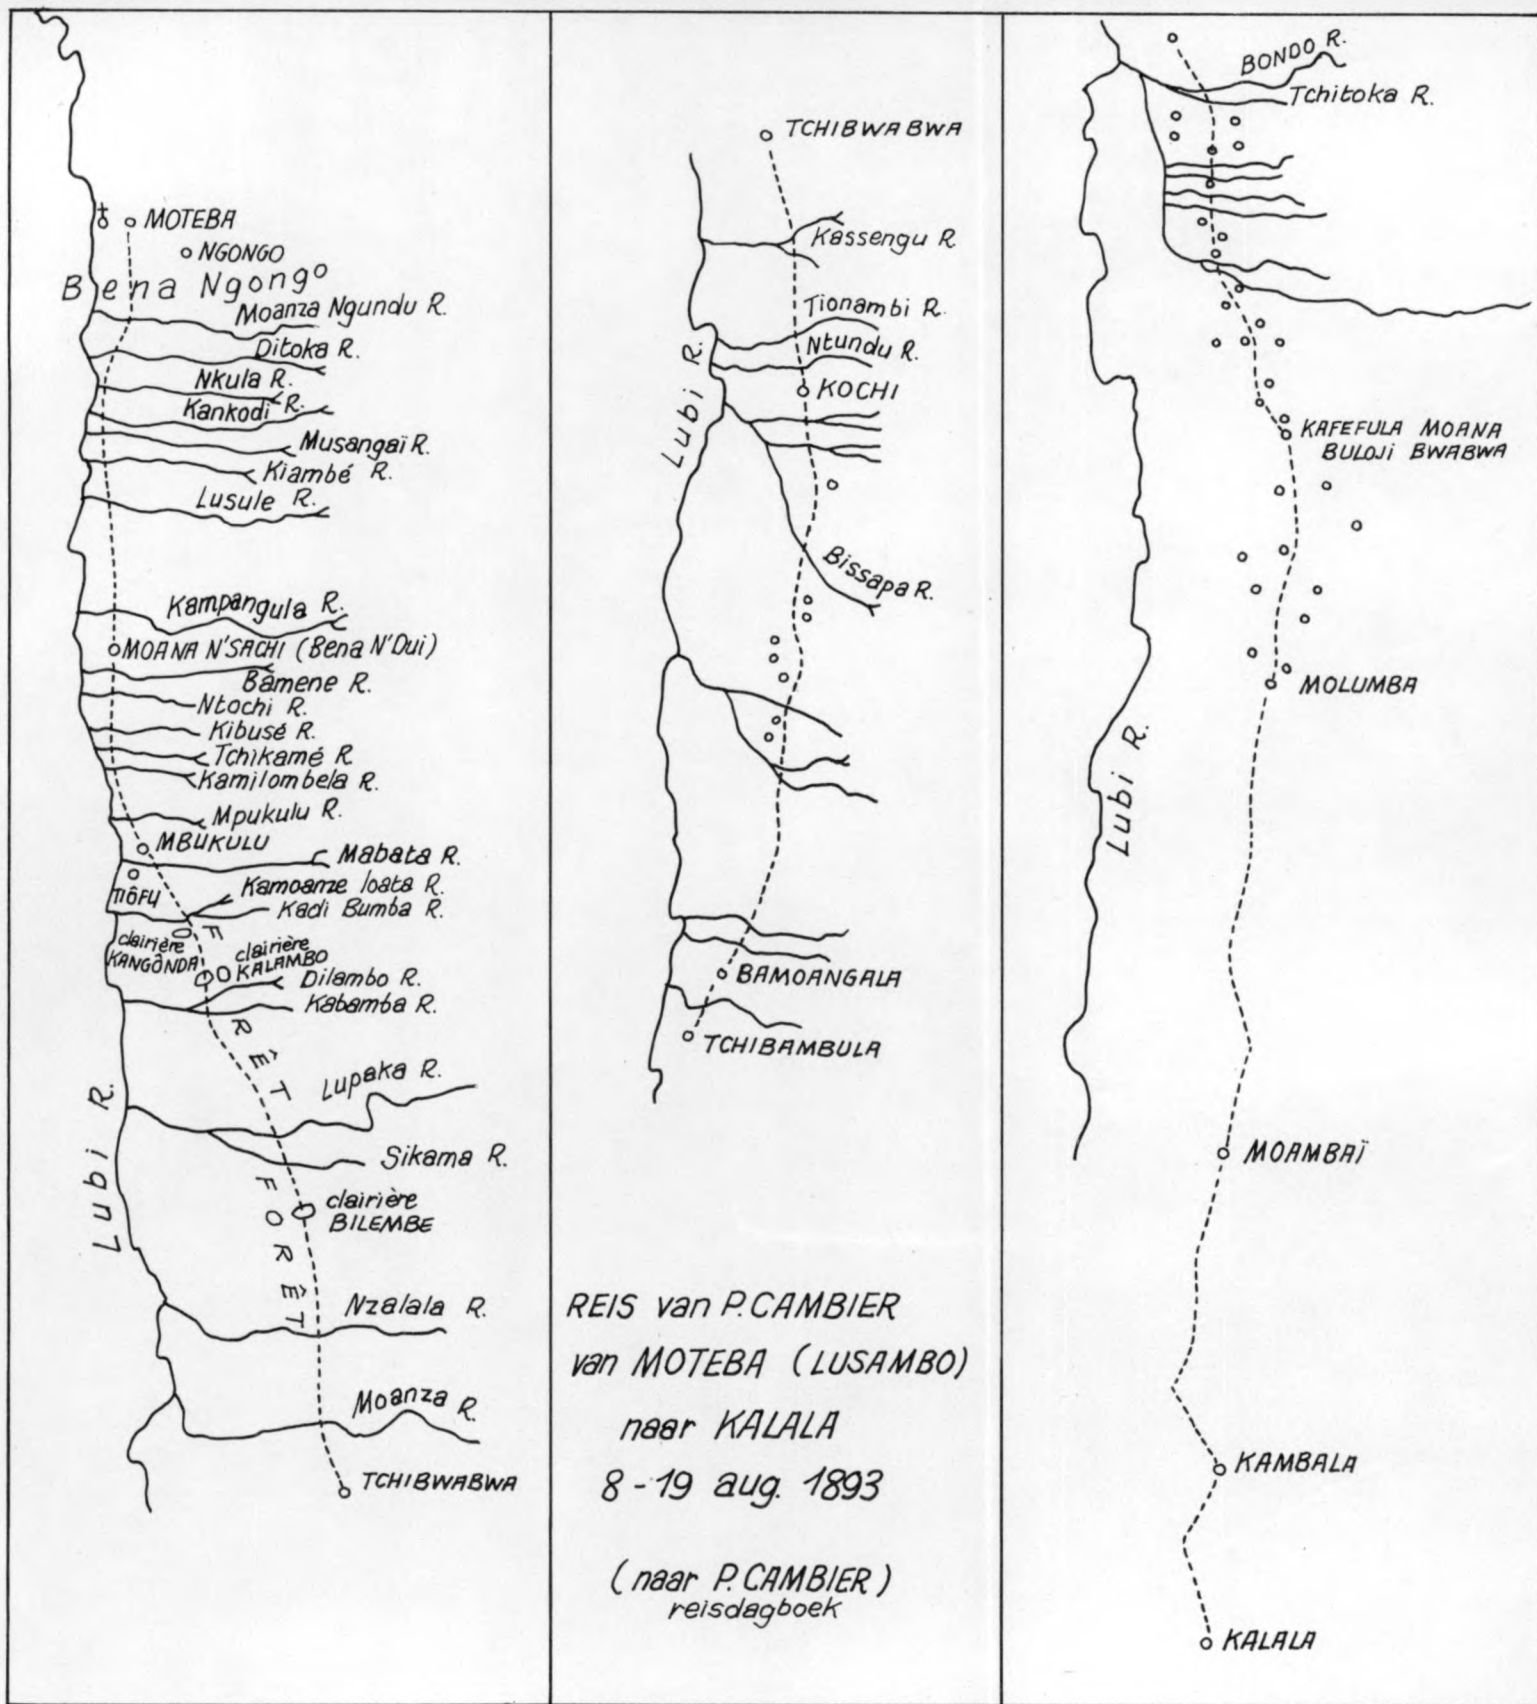 MOTEBA
NGONGO
Bena Ngongo
Moanza Ngundu R.
Ditoka R.
Nkula R.
Kankodi R.
Musangaï R.
Kiambé R.
Lusule R.
Kampangula R.
MOANA N'SACHI (Bena N'Dui)
Bamene R.
Ntochi R.
Kibusé R.
Tchikamé R
Kamilombela R.
Mpukulu R.
MBUKULU
Mabata R.
TIÔFU
Kamoanze loata R.
Kadi Bumba R.
clairière
KANGÔNDA
clairière
KALAMBO
Dilambo R.
Kabamba R.
FORÊT
Lupaka R.
Sikama R.
clairière
BILEMBE
FORÊT
Lubi R.
Nzalala R.
Moanza R.
TCHIBWABWA
TCHIBWABWA
Kassengu R
Tionambi R.
Ntundu R.
KOCHI
Lubi R.
Bissapa R.
BAMOANGALA
TCHIBAMBULA
REIS van P. CAMBIER
van MOTEBA (LUSAMBO)
naar KALALA
8-19 aug. 1893
(naar P. CAMBIER)
reisdagboek
BONDO R.
Tchitoka R.
KAFEFULA MOANA
BULOJI BWABWA
MOLUMBA
Lubi R.
MOAMBAÏ
KAMBALA
KALALA